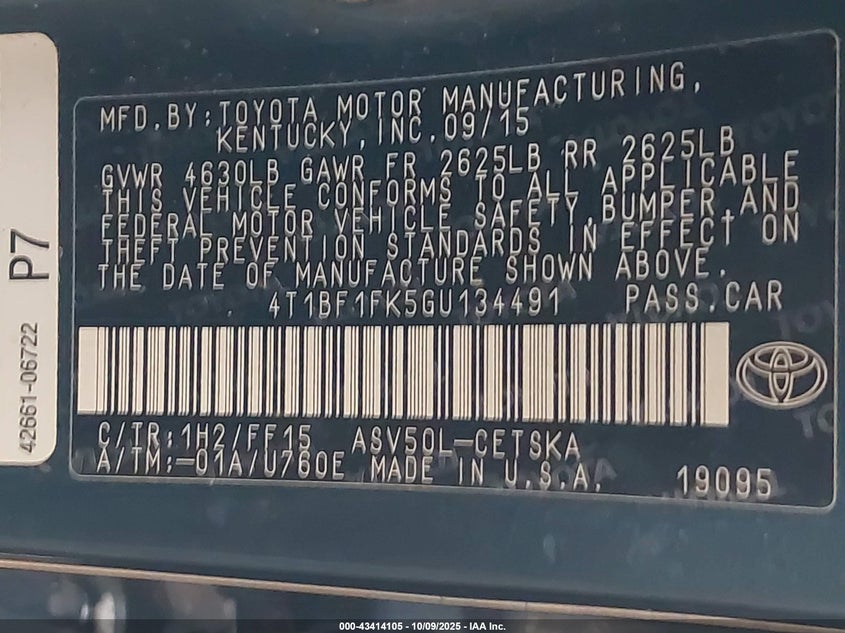 MFD.BY:TOYOTA MOTOR MANUFACTURING,
KENTUCKY,INC.09/15
GVWR 4630LB GAWR FR 2625LB RR 2625LB
THIS VEHICLE CONFORMS TO ALL APPLICABLE
FEDERAL MOTOR VEHICLE SAFETY,BUMPER,AND
THEFT PREVENTION STANDARDS IN EFFECT ON
THE DATE OF MANUFACTURE SHOWN ABOVE.
4T1BF1FK5GU134491 PASS.CAR
C/TR:1H2/FF15 ASV50L-CETSKA
A/TM:-01A/U760E MADE IN U.S.A. 19095
P7
42661-06722
000-43414105 - 10/09/2025 - IAA Inc.